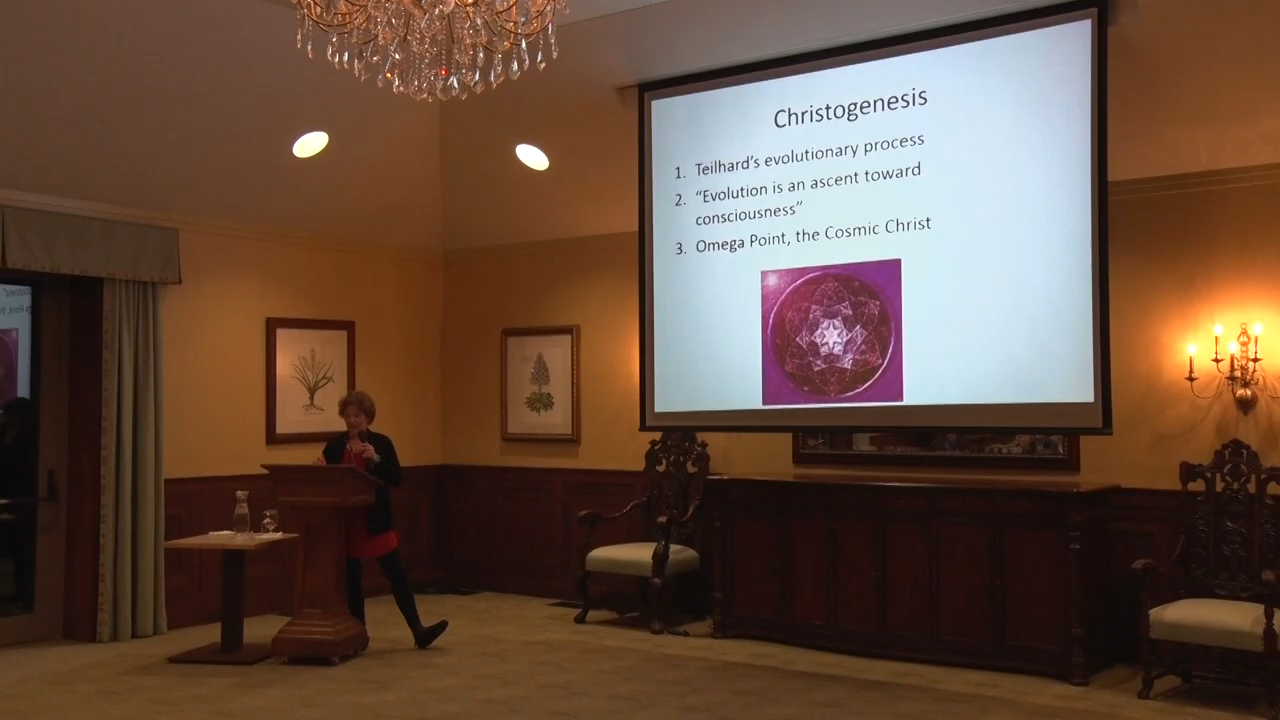 Christogenesis
1. Teilhard's evolutionary process
2. "Evolution is an ascent toward
consciousness"
3. Omega Point, the Cosmic Christ